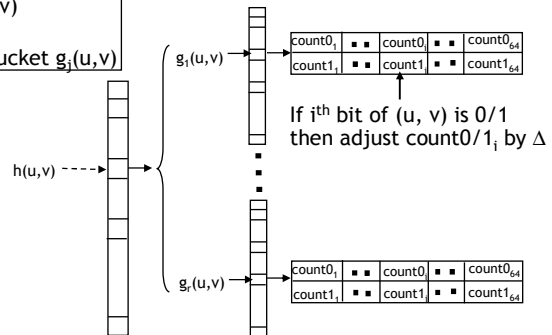 v)
ucket gⱼ(u,v)
h(u,v)
g₁(u,v)
count0₁ ▪ ▪ count0ᵢ ▪ ▪ count0₆₄
count1₁ ▪ ▪ count1ᵢ ▪ ▪ count1₆₄
If iᵗʰ bit of (u, v) is 0/1
then adjust count0/1ᵢ by Δ
gᵣ(u,v)
count0₁ ▪ ▪ count0ᵢ ▪ ▪ count0₆₄
count1₁ ▪ ▪ count1ᵢ ▪ ▪ count1₆₄